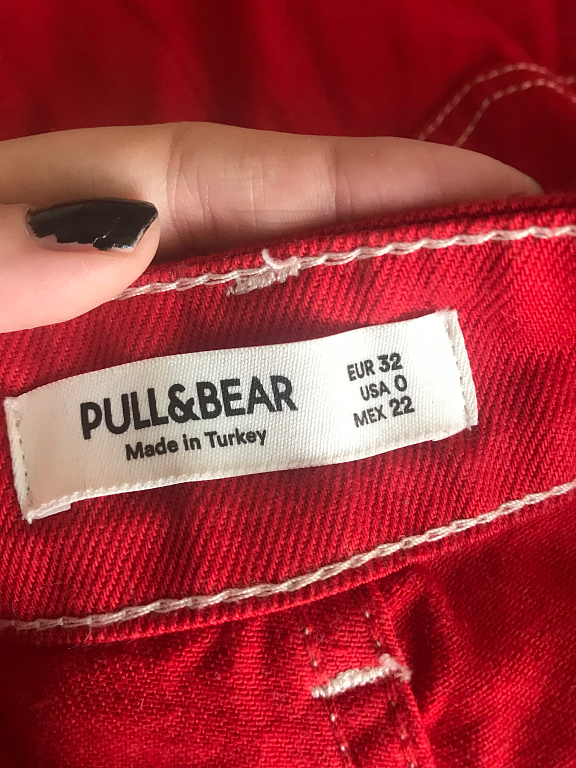 PULL&BEAR
Made in Turkey
EUR 32
USA 0
MEX 22